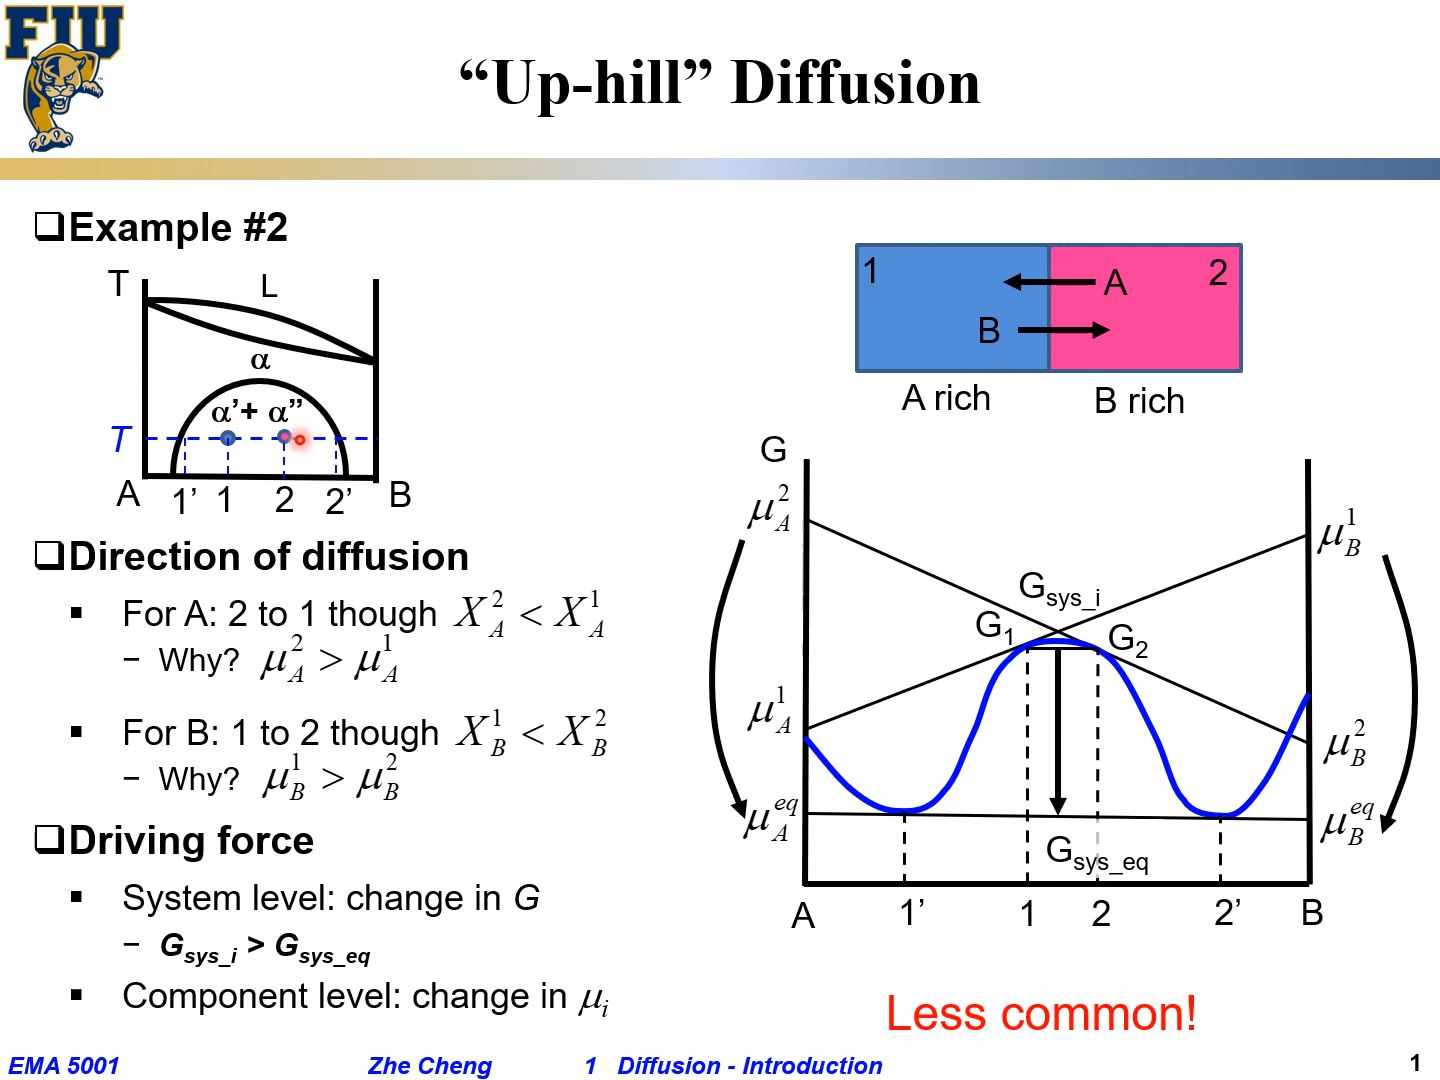 FIU
“Up-hill” Diffusion
❑Example #2
T
L
α
α’+ α”
T
A
1’
1
2
2’
B
1
2
A
B
A rich
B rich
❑Direction of diffusion
▪ For A: 2 to 1 though X_A^2 < X_A^1
− Why? μ_A^2 > μ_A^1
▪ For B: 1 to 2 though X_B^1 < X_B^2
− Why? μ_B^1 > μ_B^2
❑Driving force
▪ System level: change in G
− G_sys_i > G_sys_eq
▪ Component level: change in μ_i
G
μ_A^2
μ_B^1
G_sys_i
G_1
G_2
μ_A^1
μ_B^2
μ_A^eq
μ_B^eq
G_sys_eq
A
1’
1
2
2’
B
Less common!
EMA 5001
Zhe Cheng
1 Diffusion - Introduction
1